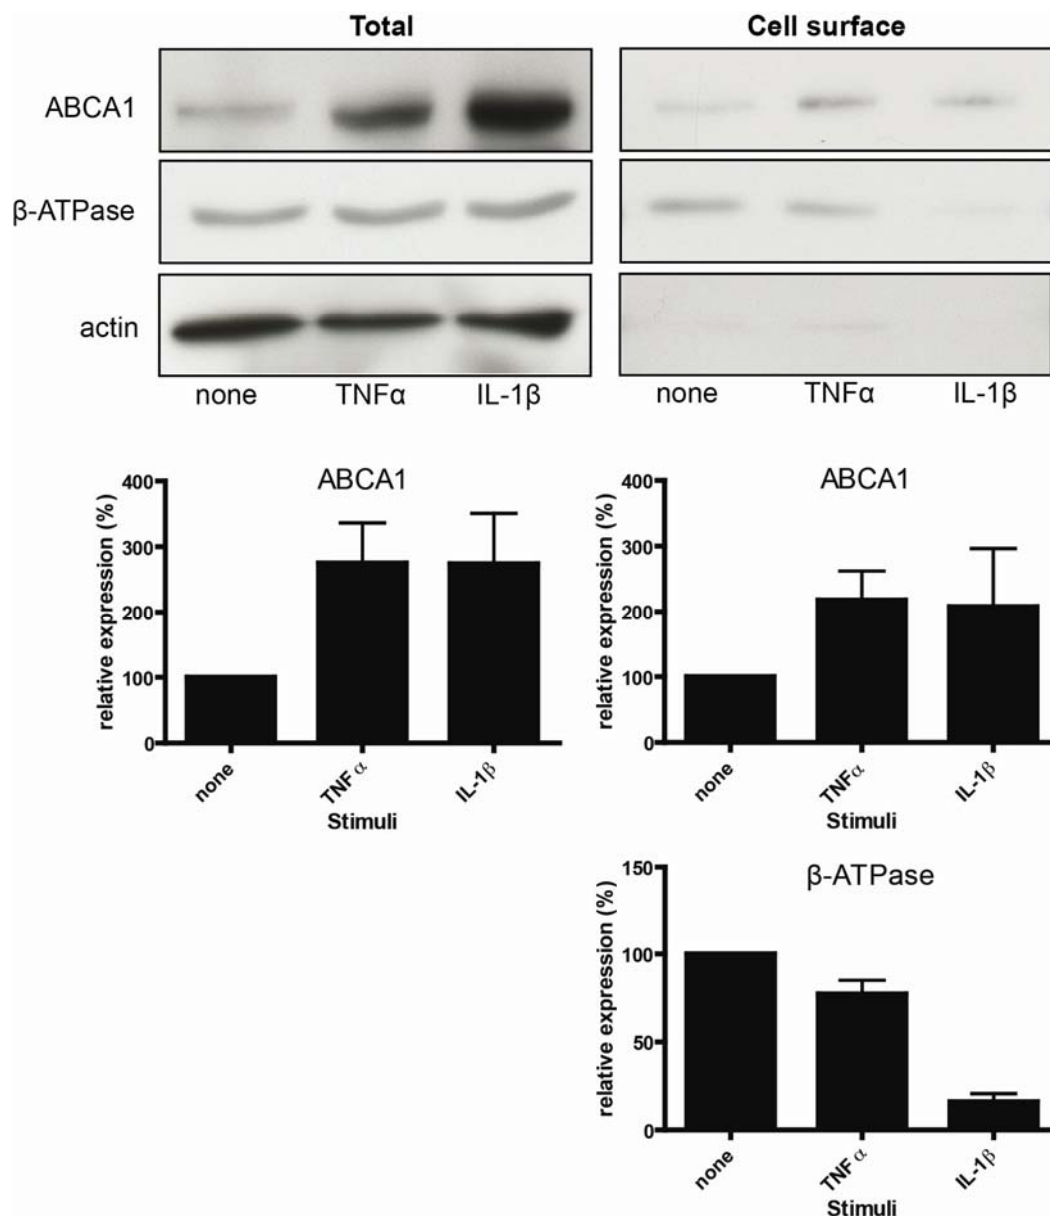 Total
Cell surface
ABCA1
β-ATPase
actin
none TNFα IL-1β
none TNFα IL-1β
ABCA1
relative expression (%)
400
300
200
100
0
none
TNFα
IL-1β
Stimuli
ABCA1
relative expression (%)
400
300
200
100
0
none
TNFα
IL-1β
Stimuli
β-ATPase
relative expression (%)
150
100
50
0
none
TNFα
IL-1β
Stimuli